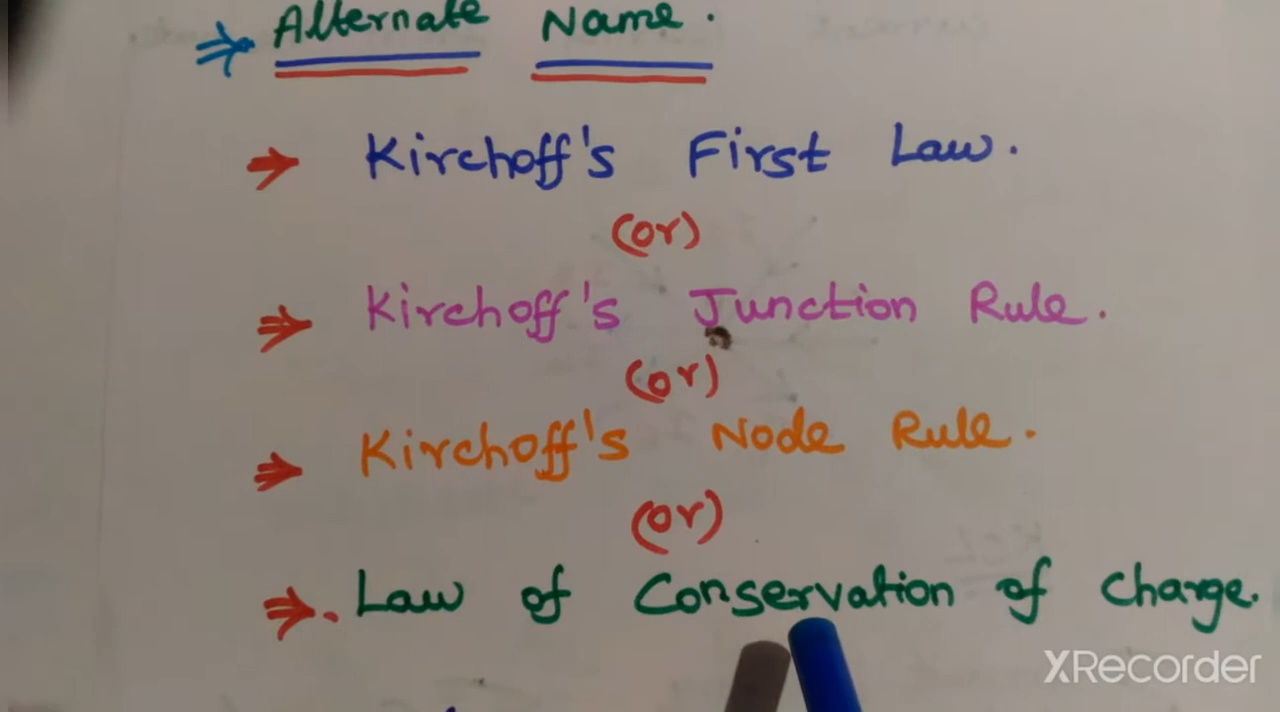 ⇒ Alternate Name.
→ Kirchoff's First Law.
(or)
⇒ Kirchoff's Junction Rule.
(or)
⇒ Kirchoff's Node Rule.
(or)
⇒. Law of Conservation of Charge.
XRecorder